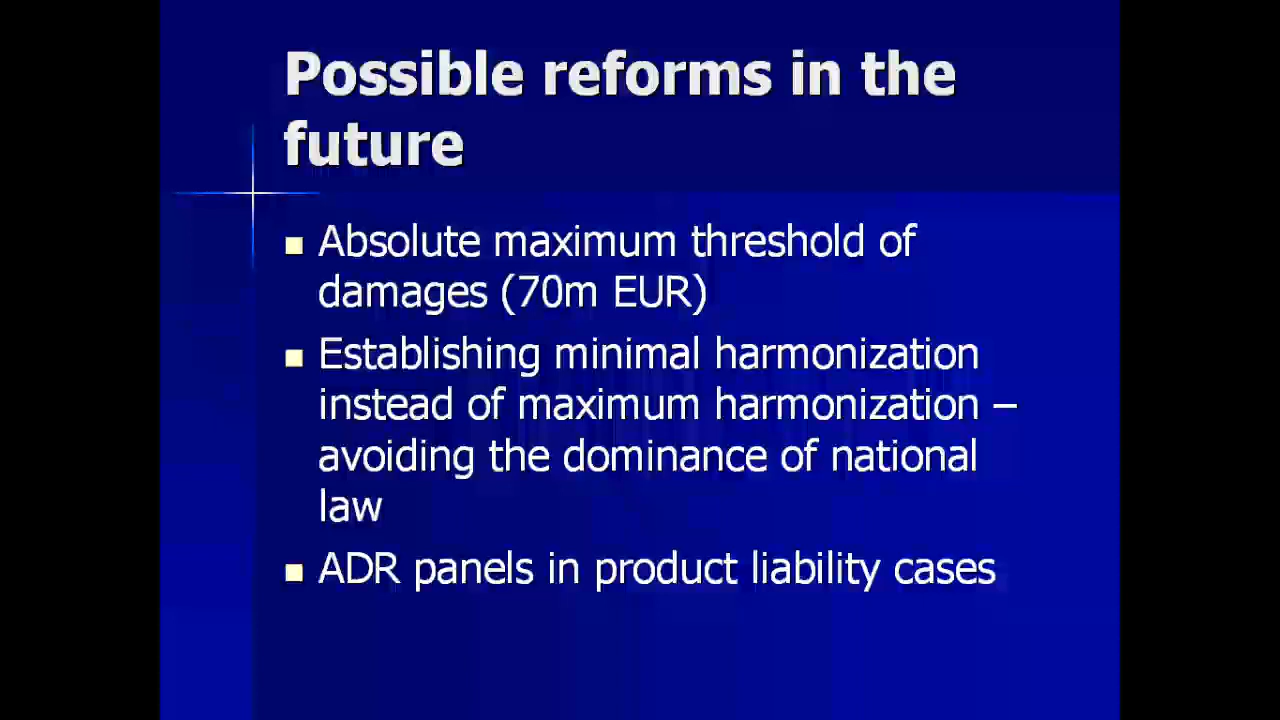 Possible reforms in the
future
Absolute maximum threshold of
damages (70m EUR)
Establishing minimal harmonization
instead of maximum harmonization –
avoiding the dominance of national
law
ADR panels in product liability cases